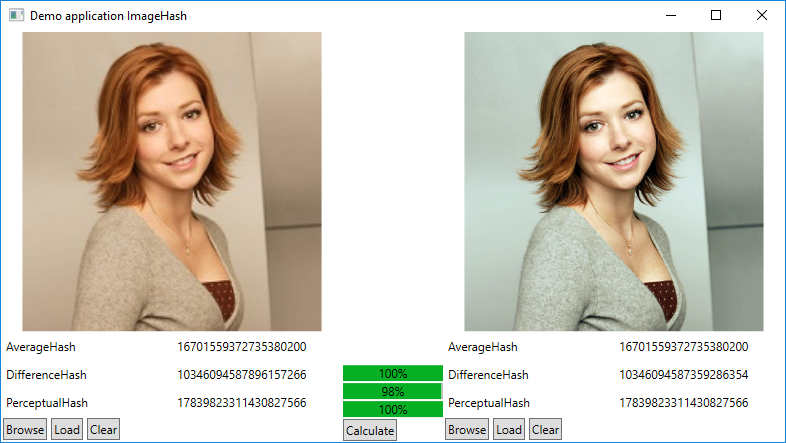 Demo application ImageHash
AverageHash 16701559372735380200 AverageHash 16701559372735380200
DifferenceHash 10346094587896157266 100% DifferenceHash 10346094587359286354
98%
PerceptualHash 17839823311430827566 100% PerceptualHash 17839823311430827566
Browse Load Clear Calculate Browse Load Clear